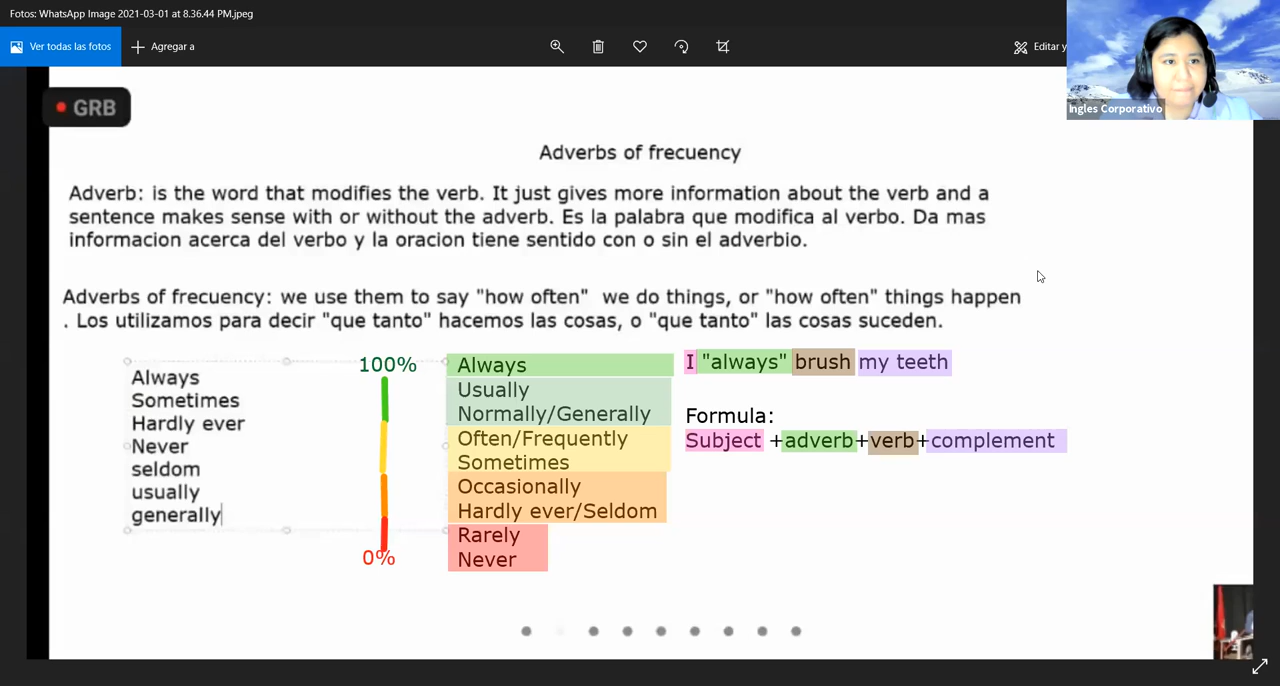 Fotos: WhatsApp Image 2021-03-01 at 8.36.44 PM.jpeg
Ver todas las fotos
Agregar a
Editar y
Ingles Corporativo
GRB
Adverbs of frecuency
Adverb: is the word that modifies the verb. It just gives more information about the verb and a
sentence makes sense with or without the adverb. Es la palabra que modifica al verbo. Da mas
informacion acerca del verbo y la oracion tiene sentido con o sin el adverbio.
Adverbs of frecuency: we use them to say "how often" we do things, or "how often" things happen
. Los utilizamos para decir "que tanto" hacemos las cosas, o "que tanto" las cosas suceden.
Always
Sometimes
Hardly ever
Never
seldom
usually
generally
100%
0%
Always
Usually
Normally/Generally
Often/Frequently
Sometimes
Occasionally
Hardly ever/Seldom
Rarely
Never
I "always" brush my teeth
Formula:
Subject +adverb+verb+complement